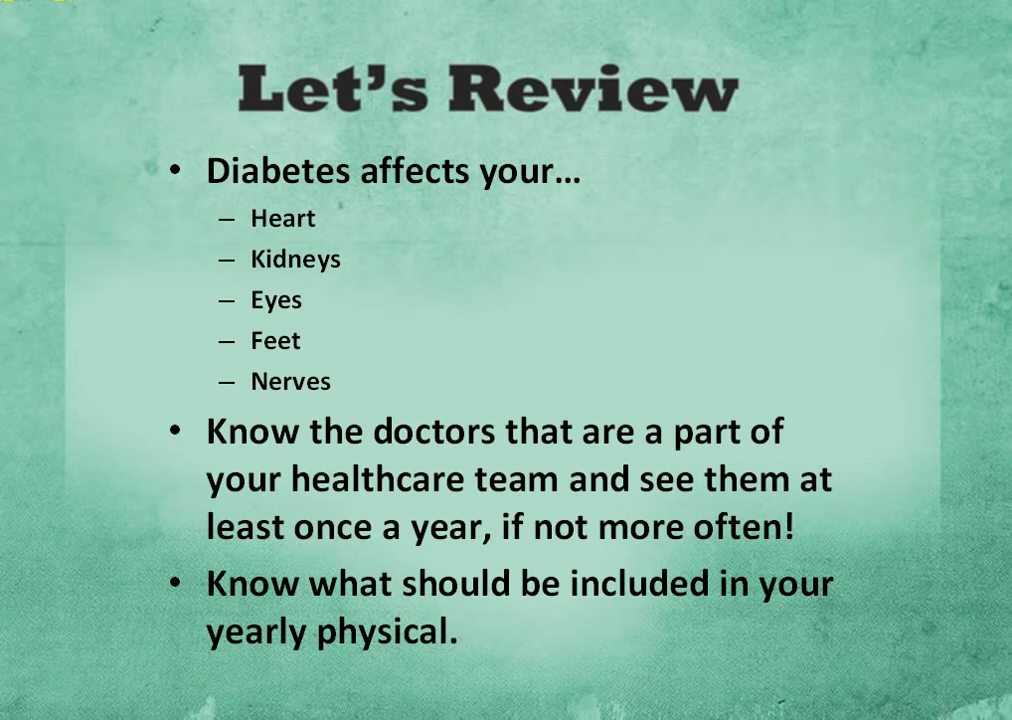 Let's Review
• Diabetes affects your...
– Heart
– Kidneys
– Eyes
– Feet
– Nerves
• Know the doctors that are a part of
your healthcare team and see them at
least once a year, if not more often!
• Know what should be included in your
yearly physical.